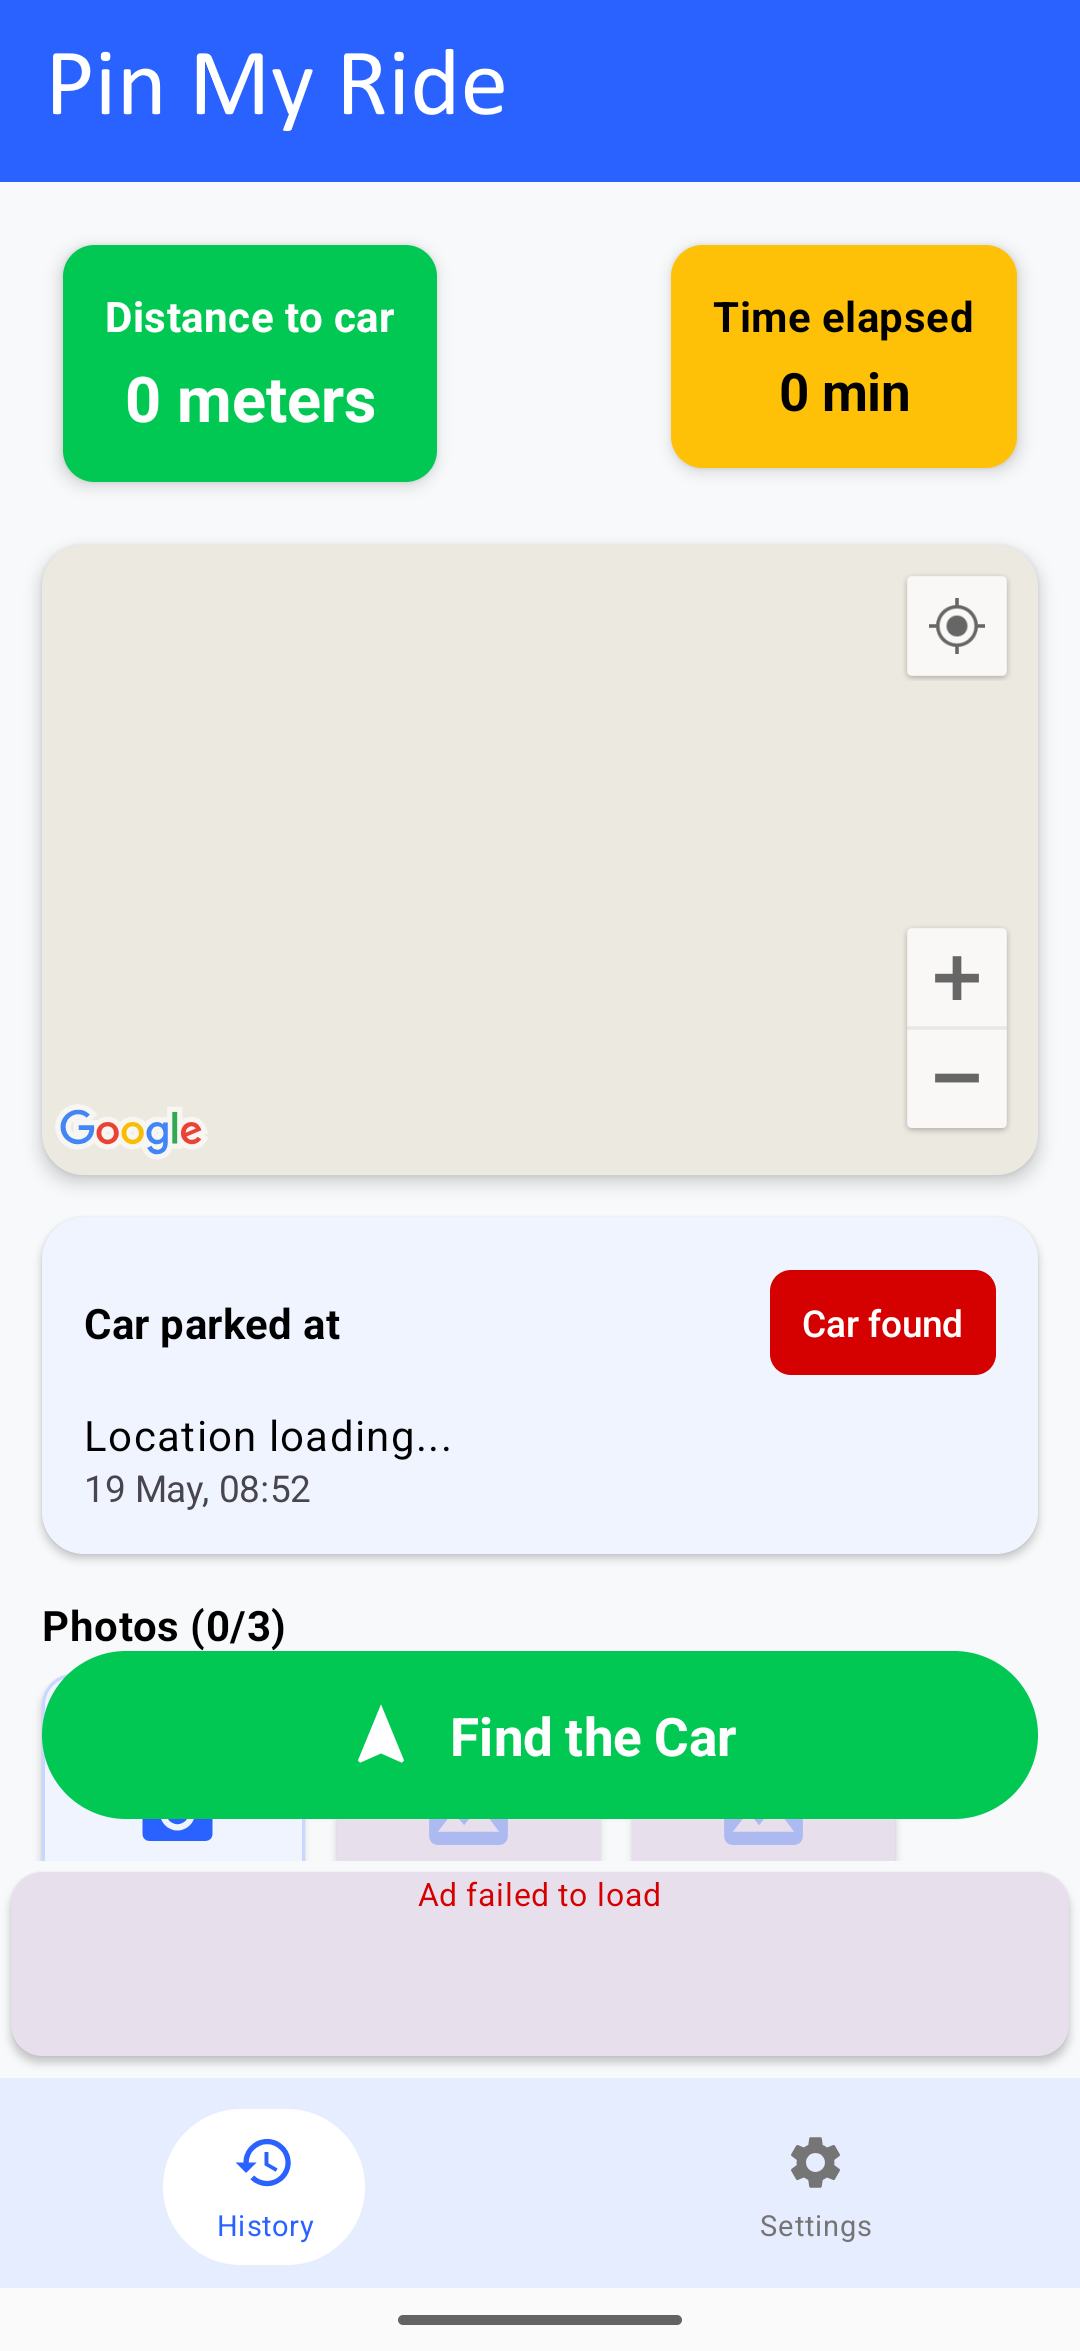 Pin My Ride
Distance to car
0 meters
Time elapsed
0 min
Google
Car parked at
Car found
Location loading...
19 May, 08:52
Photos (0/3)
Find the Car
Ad failed to load
History
Settings